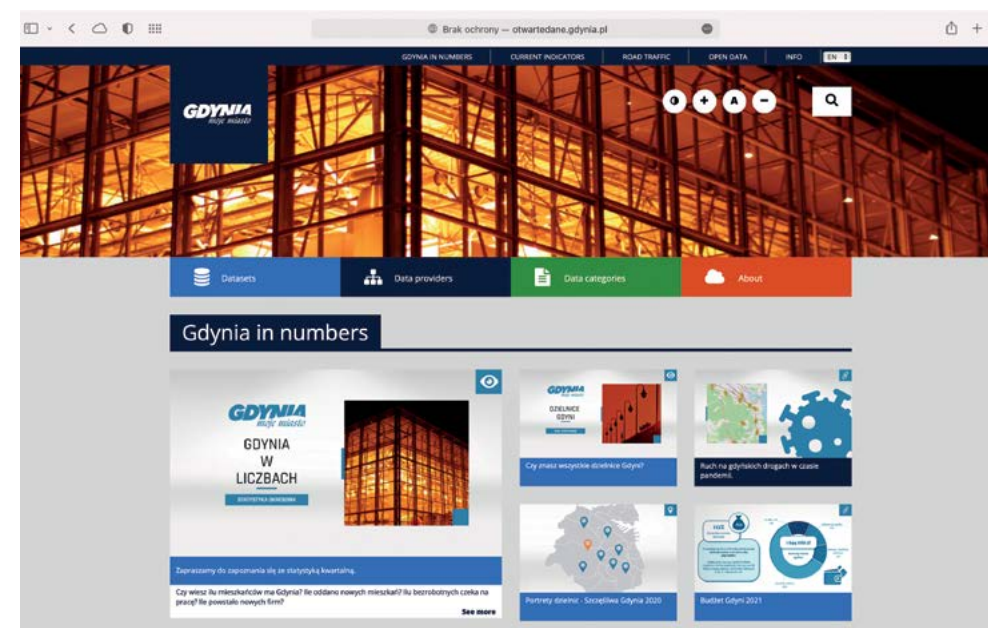 Brak ochrony — otwartedane.gdynia.pl
GDYNIA IN NUMBERS CURRENT INDICATORS ROAD TRAFFIC OPEN DATA INFO EN
GDYNIA
moje miasto
A
Datasets Data providers Data categories About
Gdynia in numbers
GDYNIA
moje miasto
GDYNIA
W
LICZBACH
Zapraszamy do zapoznania się ze statystyką kwartalną.
Czy wiesz ilu mieszkańców ma Gdynia? Ile oddano nowych mieszkań? Ilu bezrobotnych czeka na
pracę? Ile powstało nowych firm?
See more
GDYNIA
moje miasto
DZIELNICE
GDYNI
Czy znasz wszystkie dzielnice Gdyni?
Ruch na gdyńskich drogach w czasie
pandemii.
Portrety dzielnic - Szczęśliwa Gdynia 2020
Budżet Gdyni 2021